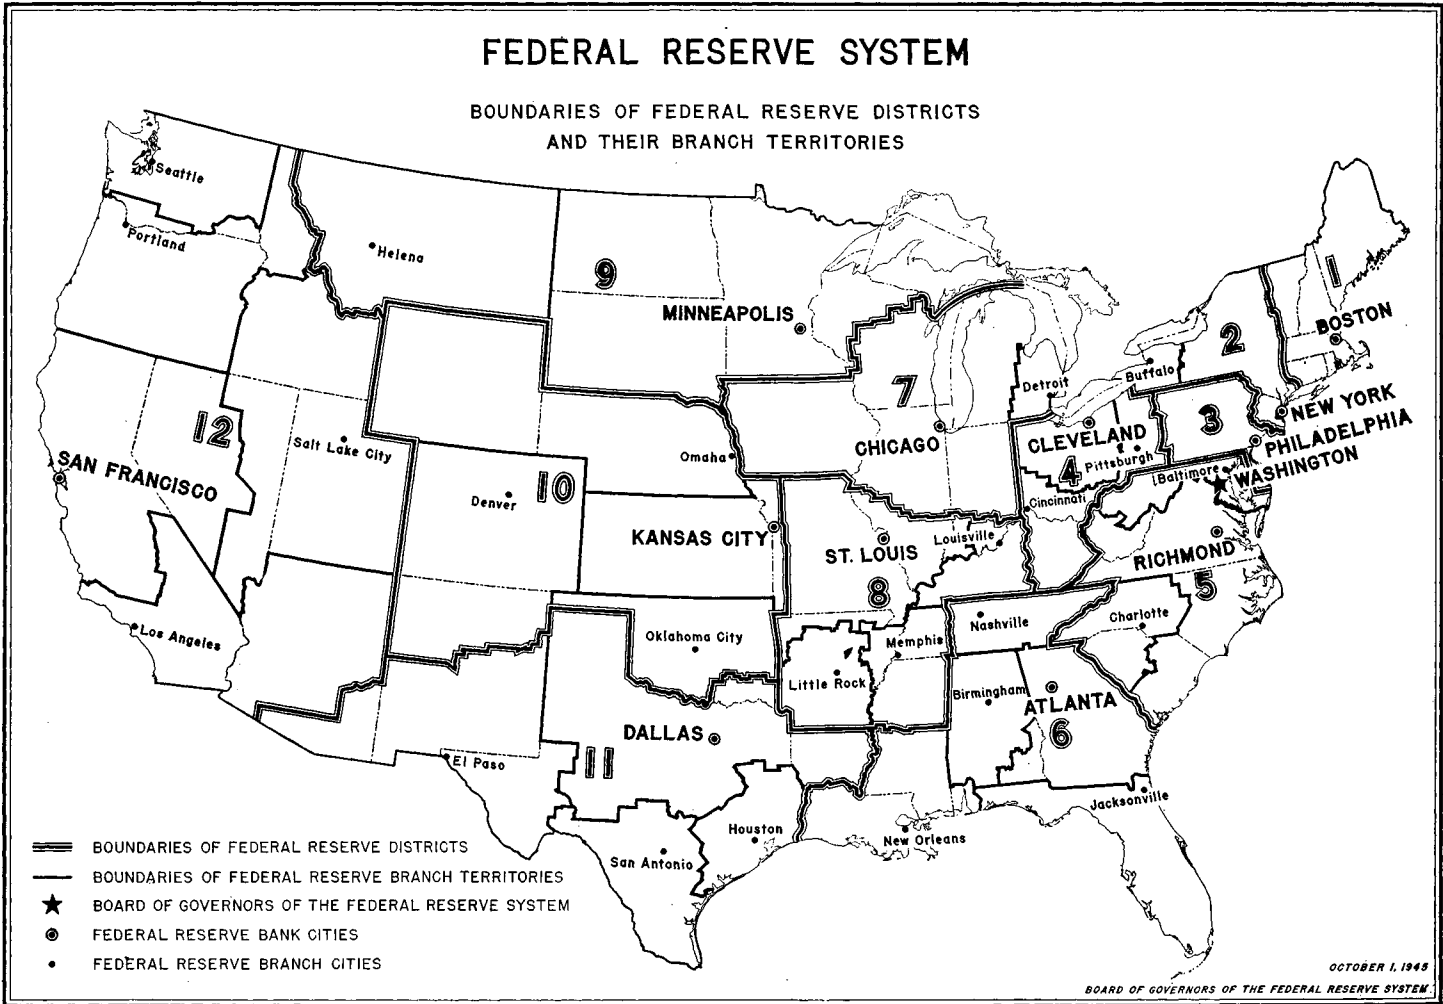 FEDERAL RESERVE SYSTEM
BOUNDARIES OF FEDERAL RESERVE DISTRICTS
AND THEIR BRANCH TERRITORIES
Seattle
Portland
Helena
9
MINNEAPOLIS
1
BOSTON
2
Buffalo
Detroit
7
CHICAGO
CLEVELAND
4
Pittsburgh
Cincinnati
3
NEW YORK
PHILADELPHIA
WASHINGTON
Baltimore
12
SAN FRANCISCO
Salt Lake City
Omaha
Denver
10
KANSAS CITY
ST. LOUIS
8
Louisville
RICHMOND
5
Los Angeles
Oklahoma City
Little Rock
Memphis
Nashville
Charlotte
Birmingham
ATLANTA
6
DALLAS
11
El Paso
Houston
San Antonio
New Orleans
Jacksonville
BOUNDARIES OF FEDERAL RESERVE DISTRICTS
BOUNDARIES OF FEDERAL RESERVE BRANCH TERRITORIES
BOARD OF GOVERNORS OF THE FEDERAL RESERVE SYSTEM
FEDERAL RESERVE BANK CITIES
FEDERAL RESERVE BRANCH CITIES
OCTOBER 1, 1945
BOARD OF GOVERNORS OF THE FEDERAL RESERVE SYSTEM